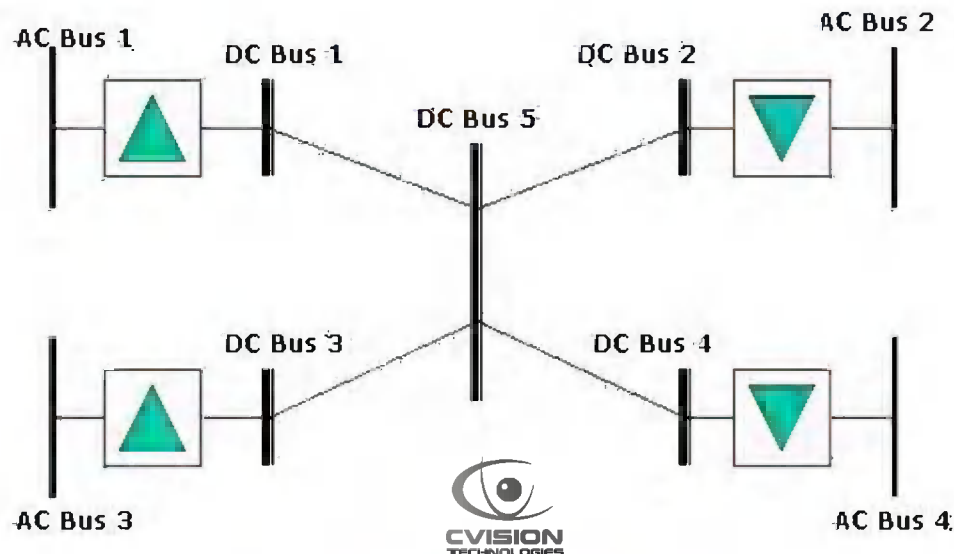 AC Bus 1
DC Bus 1
DC Bus 2
AC Bus 2
DC Bus 5
DC Bus 3
DC Bus 4
AC Bus 3
AC Bus 4
CVISION
TECHNOLOGIES